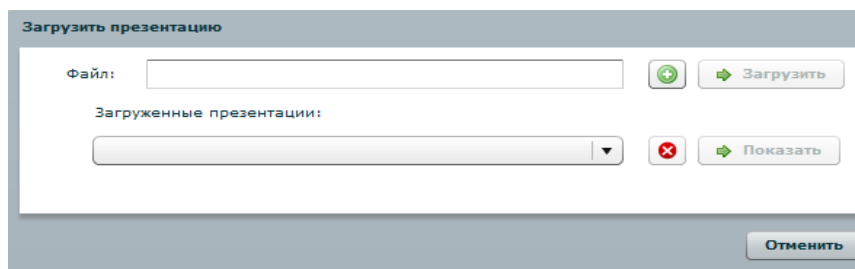 Загрузить презентацию
Файл:
Загрузить
Загруженные презентации:
Показать
Отменить